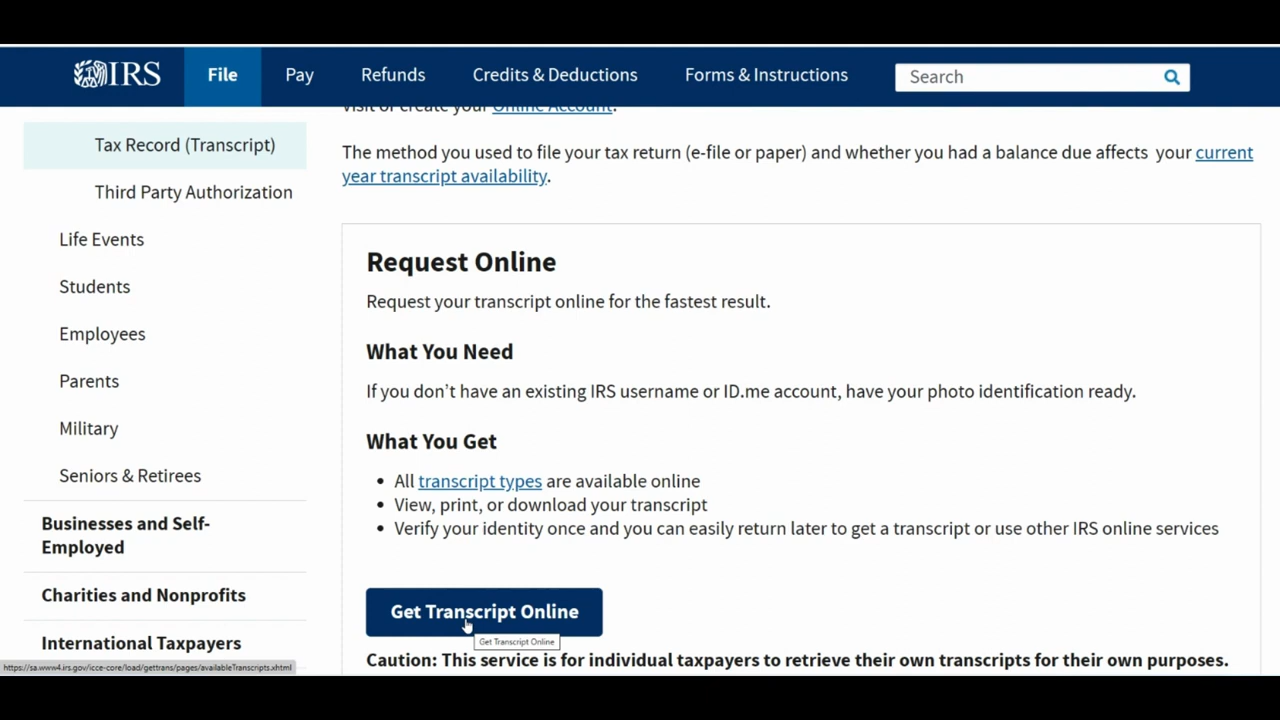 IRS
File
Pay
Refunds
Credits & Deductions
Forms & Instructions
Search
Tax Record (Transcript)
Third Party Authorization
Life Events
Students
Employees
Parents
Military
Seniors & Retirees
Businesses and Self-
Employed
Charities and Nonprofits
International Taxpayers
visit or create your Online Account.
The method you used to file your tax return (e-file or paper) and whether you had a balance due affects your current
year transcript availability.
Request Online
Request your transcript online for the fastest result.
What You Need
If you don’t have an existing IRS username or ID.me account, have your photo identification ready.
What You Get
• All transcript types are available online
• View, print, or download your transcript
• Verify your identity once and you can easily return later to get a transcript or use other IRS online services
Get Transcript Online
Get Transcript Online
Caution: This service is for individual taxpayers to retrieve their own transcripts for their own purposes.
https://sa.www4.irs.gov/icce-core/load/gettrans/pages/availableTranscripts.xhtml